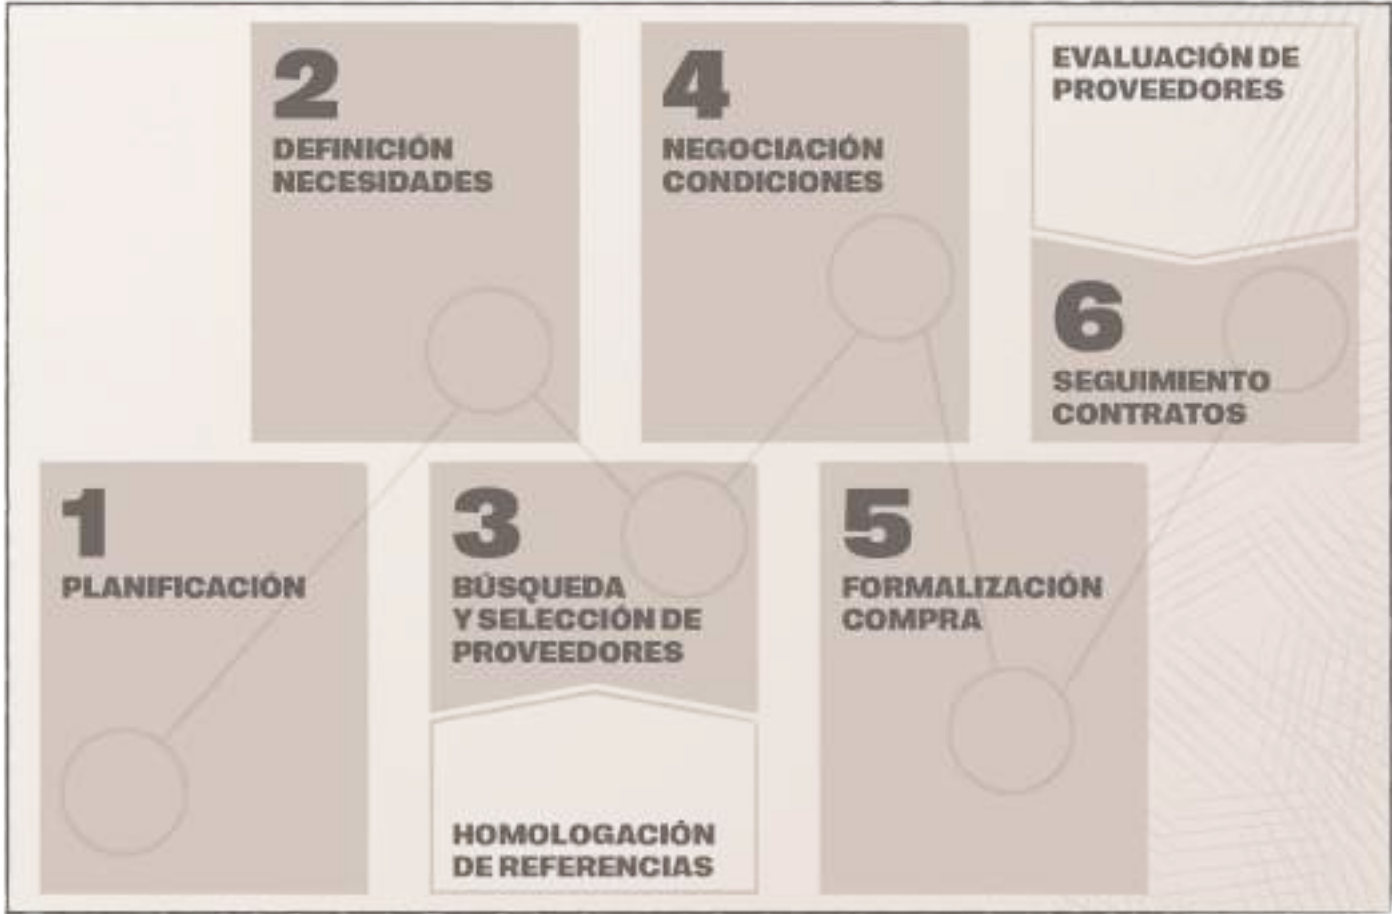 1
PLANIFICACIÓN
2
DEFINICIÓN
NECESIDADES
3
BÚSQUEDA
Y SELECCIÓN DE
PROVEEDORES
HOMOLOGACIÓN
DE REFERENCIAS
4
NEGOCIACIÓN
CONDICIONES
5
FORMALIZACIÓN
COMPRA
EVALUACIÓN DE
PROVEEDORES
6
SEGUIMIENTO
CONTRATOS